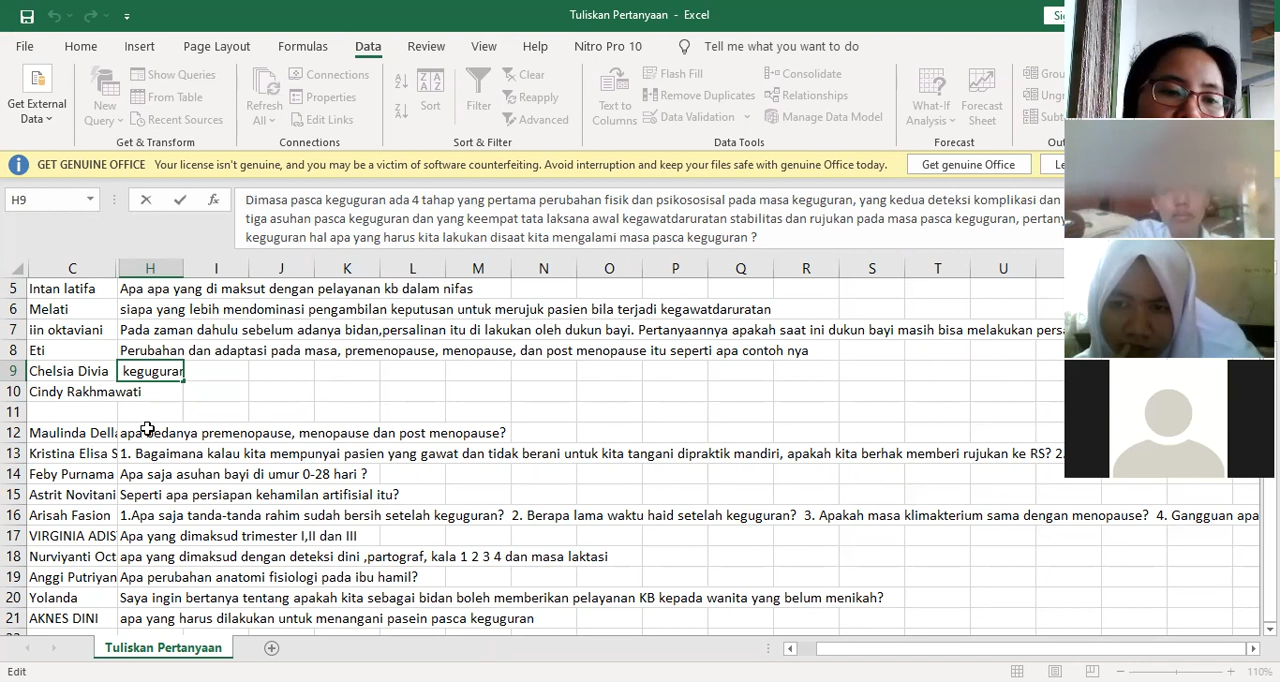 Tuliskan Pertanyaan - Excel
File Home Insert Page Layout Formulas Data Review View Help Nitro Pro 10 Tell me what you want to do
Get External Data
New Query
Show Queries
From Table
Recent Sources
Get & Transform
Refresh All
Connections
Properties
Edit Links
Connections
Sort
Filter
Clear
Reapply
Advanced
Sort & Filter
Text to Columns
Flash Fill
Remove Duplicates
Data Validation
Consolidate
Relationships
Manage Data Model
Data Tools
What-If Analysis
Forecast Sheet
Forecast
GET GENUINE OFFICE Your license isn't genuine, and you may be a victim of software counterfeiting. Avoid interruption and keep your files safe with genuine Office today. Get genuine Office
H9
Dimasa pasca keguguran ada 4 tahap yang pertama perubahan fisik dan psikososial pada masa keguguran, yang kedua deteksi komplikasi dan
tiga asuhan pasca keguguran dan yang keempat tata laksana awal kegawatdaruratan stabilitas dan rujukan pada masa pasca keguguran, pertany
keguguran hal apa yang harus kita lakukan disaat kita mengalami masa pasca keguguran ?
C H I J K L M N O P Q R S T U
5 Intan latifa Apa apa yang di maksut dengan pelayanan kb dalam nifas
6 Melati siapa yang lebih mendominasi pengambilan keputusan untuk merujuk pasien bila terjadi kegawatdaruratan
7 iin oktaviani Pada zaman dahulu sebelum adanya bidan,persalinan itu di lakukan oleh dukun bayi. Pertanyaannya apakah saat ini dukun bayi masih bisa melakukan persa
8 Eti Perubahan dan adaptasi pada masa, premenopause, menopause, dan post menopause itu seperti apa contoh nya
9 Chelsia Divia keguguran
10 Cindy Rakhmawati
11
12 Maulinda Della apa bedanya premenopause, menopause dan post menopause?
13 Kristina Elisa S 1. Bagaimana kalau kita mempunyai pasien yang gawat dan tidak berani untuk kita tangani dipraktik mandiri, apakah kita berhak memberi rujukan ke RS? 2.
14 Feby Purnama Apa saja asuhan bayi di umur 0-28 hari ?
15 Astrit Novitani Seperti apa persiapan kehamilan artifisial itu?
16 Arisah Fasion 1.Apa saja tanda-tanda rahim sudah bersih setelah keguguran? 2. Berapa lama waktu haid setelah keguguran? 3. Apakah masa klimakterium sama dengan menopause? 4. Gangguan apa
17 VIRGINIA ADIS Apa yang dimaksud trimester I,II dan III
18 Nurviyanti Oct apa yang dimaksud dengan deteksi dini ,partograf, kala 1 2 3 4 dan masa laktasi
19 Anggi Putriyan Apa perubahan anatomi fisiologi pada ibu hamil?
20 Yolanda Saya ingin bertanya tentang apakah kita sebagai bidan boleh memberikan pelayanan KB kepada wanita yang belum menikah?
21 AKNES DINI apa yang harus dilakukan untuk menangani pasein pasca keguguran
Tuliskan Pertanyaan
Edit
110%